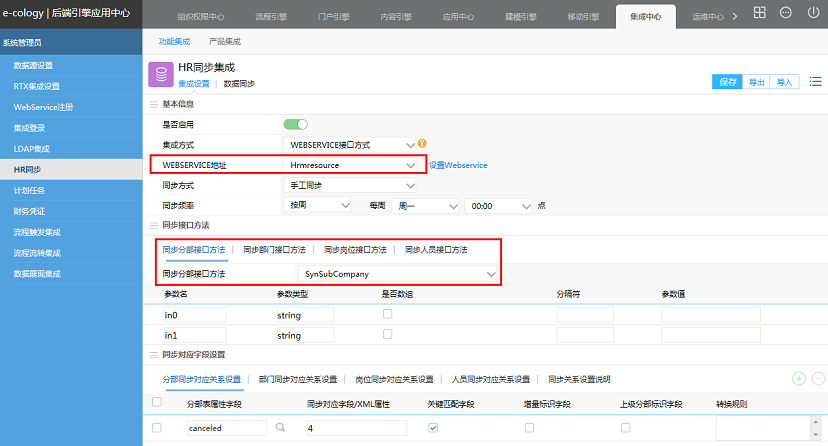 e-cology | 后端引擎应用中心
组织权限中心 流程引擎 门户引擎 内容引擎 应用中心 建模引擎 移动引擎 集成中心 运维中心
系统管理员
功能集成 产品集成
数据源设置
RTX集成设置
WebService注册
集成登录
LDAP集成
HR同步
计划任务
财务凭证
流程触发集成
流程流转集成
数据展现集成
HR同步集成
集成设置 | 数据同步
保存 导出 导入
基本信息
是否启用
集成方式 WEBSERVICE接口方式 ?
WEBSERVICE地址 Hrmresource 设置Webservice
同步方式 手工同步
同步频率 按周 每周 周一 00:00 点
同步接口方法
同步分部接口方法 | 同步部门接口方法 | 同步岗位接口方法 | 同步人员接口方法
同步分部接口方法 SynSubCompany
参数名 参数类型 是否数组 分隔符 参数值
in0 string
in1 string
同步对应字段设置
分部同步对应关系设置 | 部门同步对应关系设置 | 岗位同步对应关系设置 | 人员同步对应关系设置 | 同步关系设置说明
分部表属性字段 同步对应字段/XML属性 关键匹配字段 增量标识字段 上级分部标识字段 转换规则
canceled 4